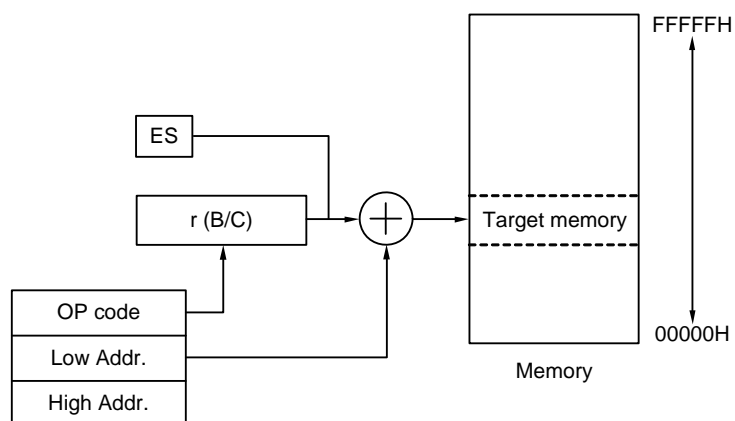 FFFFFH
ES
r (B/C)
Target memory
OP code
Low Addr.
High Addr.
00000H
Memory